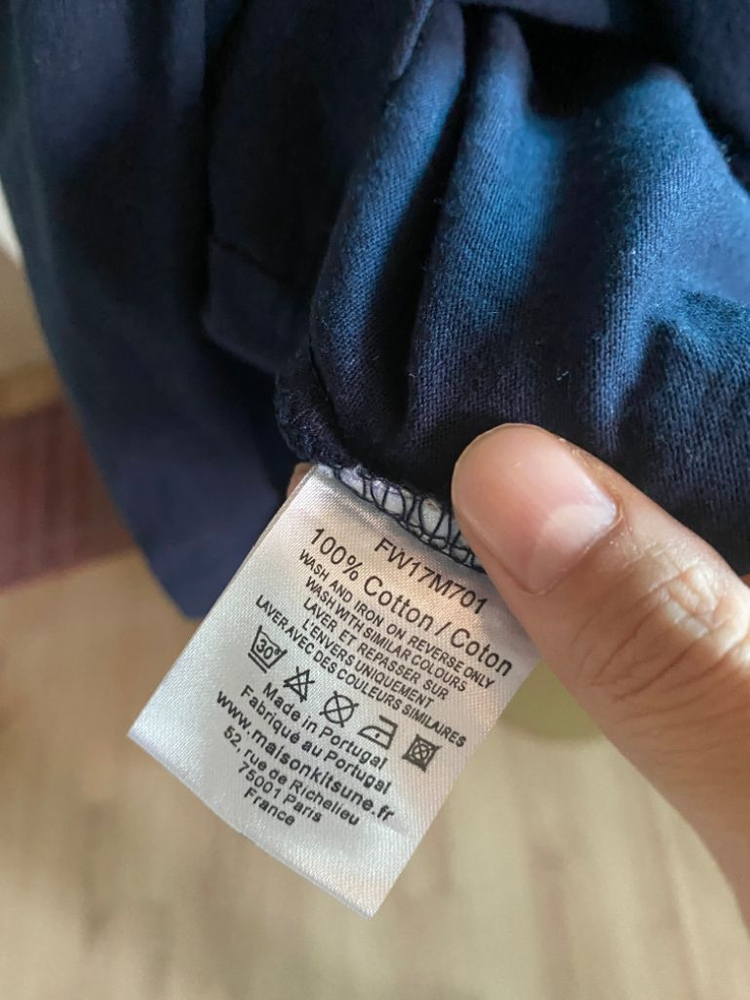 FW17M701
100% Cotton / Coton
WASH AND IRON ON REVERSE ONLY
WASH WITH SIMILAR COLOURS
LAVER ET REPASSER SUR
L'ENVERS UNIQUEMENT
LAVER AVEC DES COULEURS SIMILAIRES
30°
Made in Portugal
Fabriqué au Portugal
www.maisonkitsune.fr
52, rue de Richelieu
75001 Paris
France